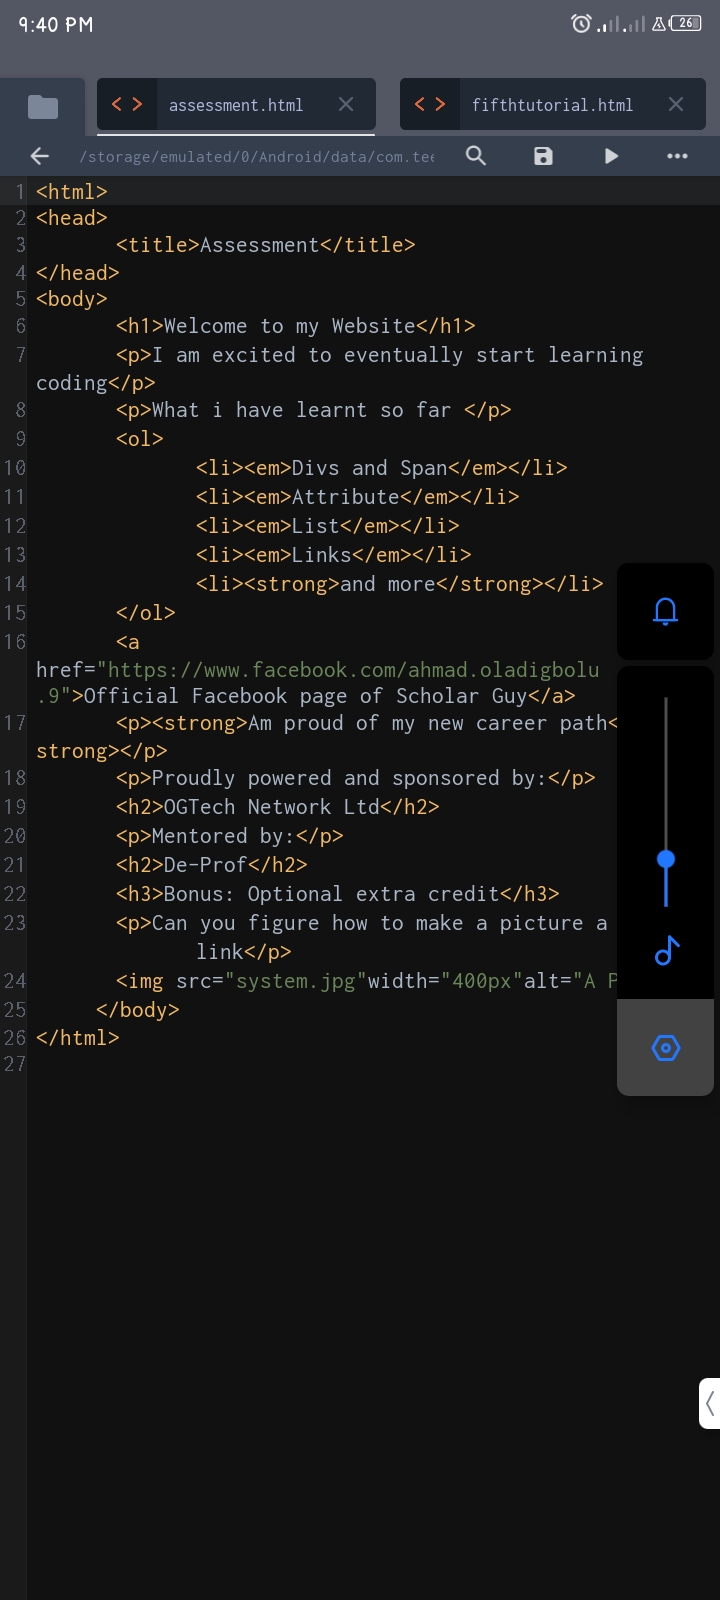 9:40 PM
26
< > assessment.html
< > fifthtutorial.html
/storage/emulated/0/Android/data/com.tee
1 <html>
2 <head>
3 <title>Assessment</title>
4 </head>
5 <body>
6 <h1>Welcome to my Website</h1>
7 <p>I am excited to eventually start learning
coding</p>
8 <p>What i have learnt so far </p>
9 <ol>
10 <li><em>Divs and Span</em></li>
11 <li><em>Attribute</em></li>
12 <li><em>List</em></li>
13 <li><em>Links</em></li>
14 <li><strong>and more</strong></li>
15 </ol>
16 <a
href="https://www.facebook.com/ahmad.oladigbolu
.9">Official Facebook page of Scholar Guy</a>
17 <p><strong>Am proud of my new career path<
strong></p>
18 <p>Proudly powered and sponsored by:</p>
19 <h2>OGTech Network Ltd</h2>
20 <p>Mentored by:</p>
21 <h2>De-Prof</h2>
22 <h3>Bonus: Optional extra credit</h3>
23 <p>Can you figure how to make a picture a
link</p>
24 <img src="system.jpg"width="400px"alt="A P
25 </body>
26 </html>
27